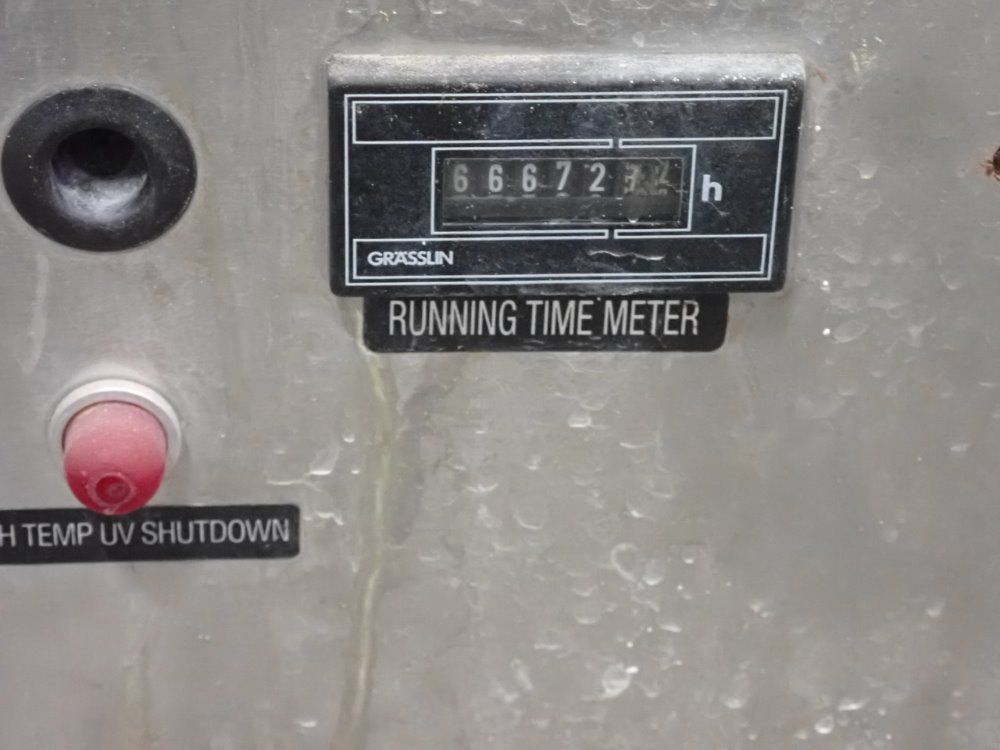 66672
h
GRÄSSLIN
RUNNING TIME METER
H TEMP UV SHUTDOWN